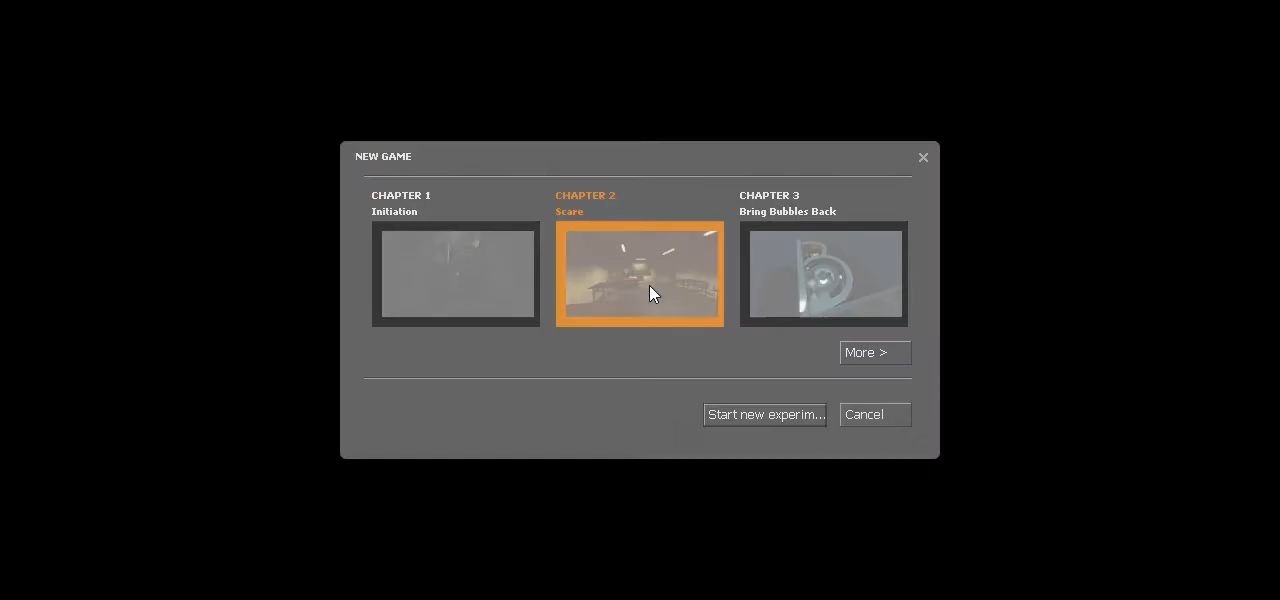 NEW GAME
CHAPTER 1
Initiation
CHAPTER 2
Scare
CHAPTER 3
Bring Bubbles Back
More >
Start new experim...
Cancel